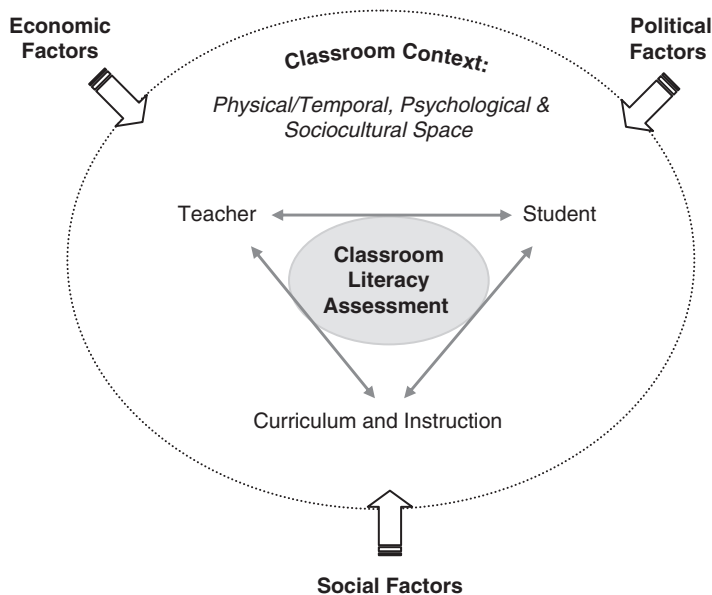 Economic
Factors
Political
Factors
Classroom Context:
Physical/Temporal, Psychological &
Sociocultural Space
Teacher
Student
Classroom
Literacy
Assessment
Curriculum and Instruction
Social Factors